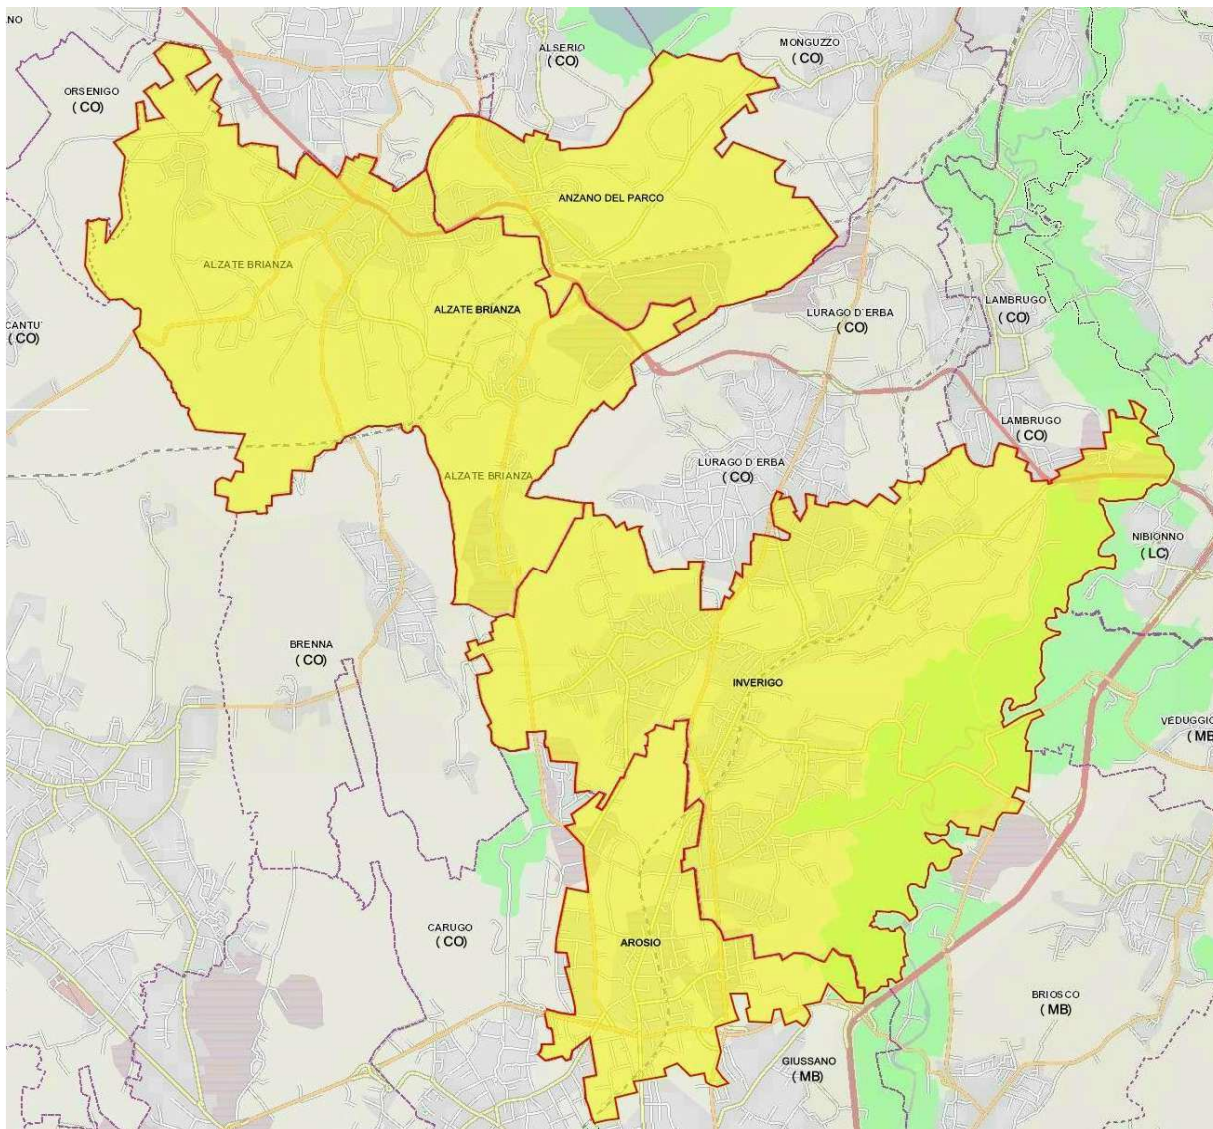 NO
ORSENIGO
( CO)
ALSERIO
( CO)
MONGUZZO
( CO)
ANZANO DEL PARCO
ALZATE BRIANZA
ALZATE BRIANZA
CANTU'
( CO)
LURAGO D'ERBA
( CO)
LAMBRUGO
( CO)
LAMBRUGO
( CO)
LURAGO D'ERBA
( CO)
ALZATE BRIANZA
NIBIONNO
( LC)
BRENNA
( CO)
INVERIGO
VEDUGGIO
( MB
CARUGO
( CO)
AROSIO
BRIOSCO
( MB)
GIUSSANO
( MB)